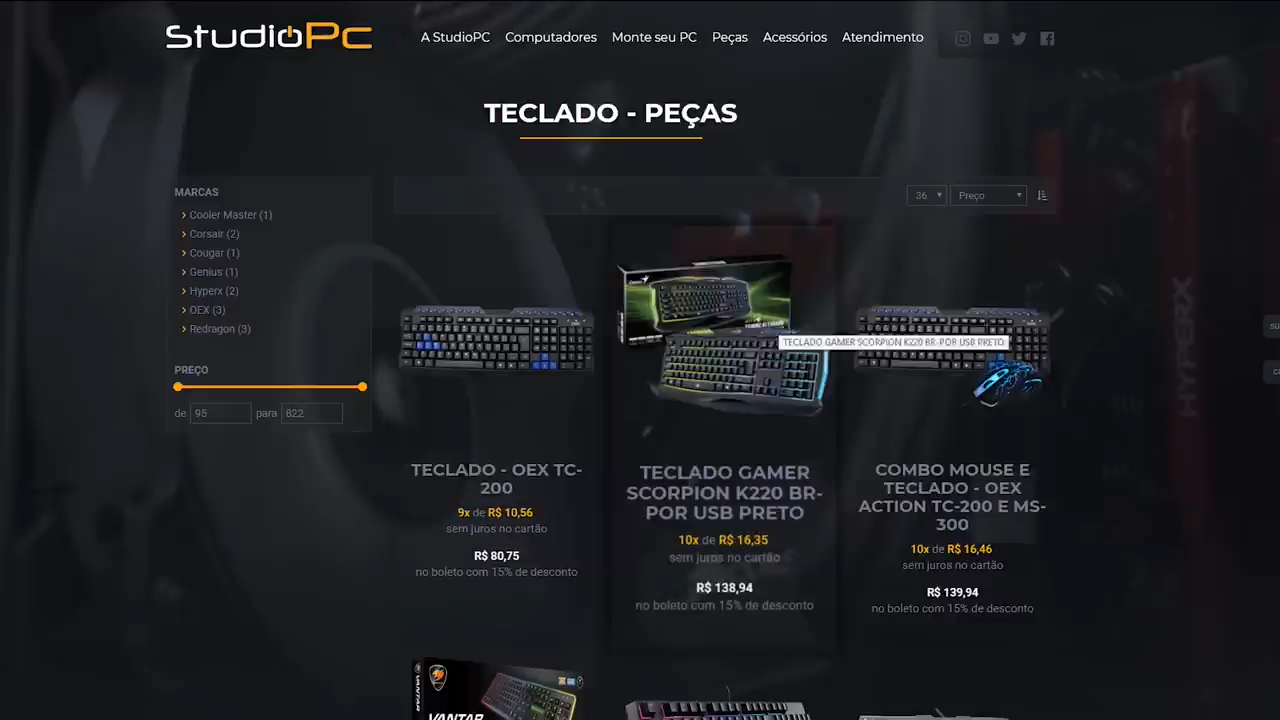 StudioPc
A StudioPC Computadores Monte seu PC Peças Acessórios Atendimento
TECLADO - PEÇAS
MARCAS
Cooler Master (1)
Corsair (2)
Cougar (1)
Genius (1)
Hyperx (2)
OEX (3)
Redragon (3)
PREÇO
de 95 para 822
36 Preço
TECLADO GAMER SCORPION K220 BR-POR USB PRETO
HYPERX
TECLADO - OEX TC-
200
9x de R$ 10,56
sem juros no cartão
R$ 80,75
no boleto com 15% de desconto
TECLADO GAMER
SCORPION K220 BR-
POR USB PRETO
10x de R$ 16,35
sem juros no cartão
R$ 138,94
no boleto com 15% de desconto
COMBO MOUSE E
TECLADO - OEX
ACTION TC-200 E MS-
300
10x de R$ 16,46
sem juros no cartão
R$ 139,94
no boleto com 15% de desconto
VANTAR
VANTAR